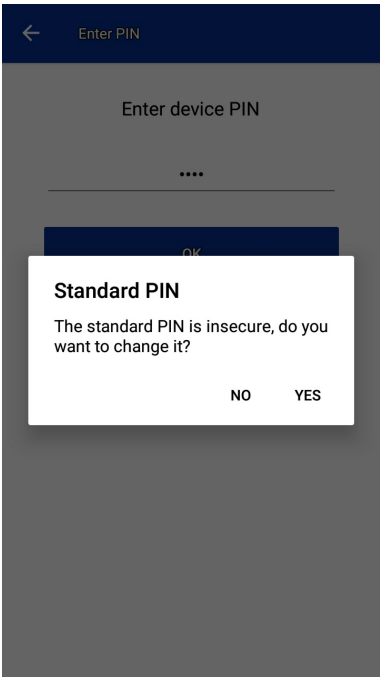 Enter PIN
Enter device PIN
••••
OK
Standard PIN
The standard PIN is insecure, do you
want to change it?
NO YES